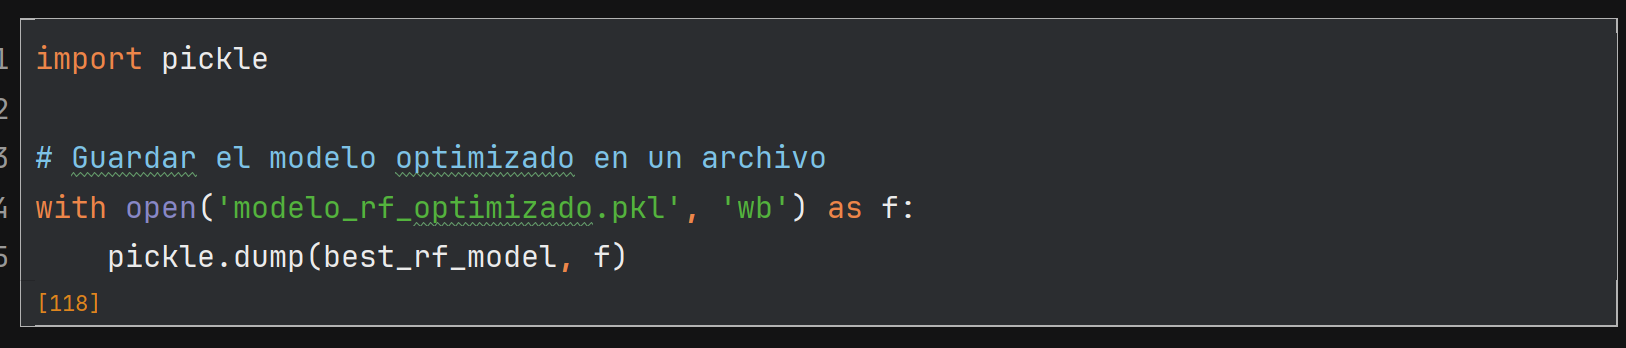 1 import pickle
2
3 # Guardar el modelo optimizado en un archivo
4 with open('modelo_rf_optimizado.pkl', 'wb') as f:
5     pickle.dump(best_rf_model, f)
[118]